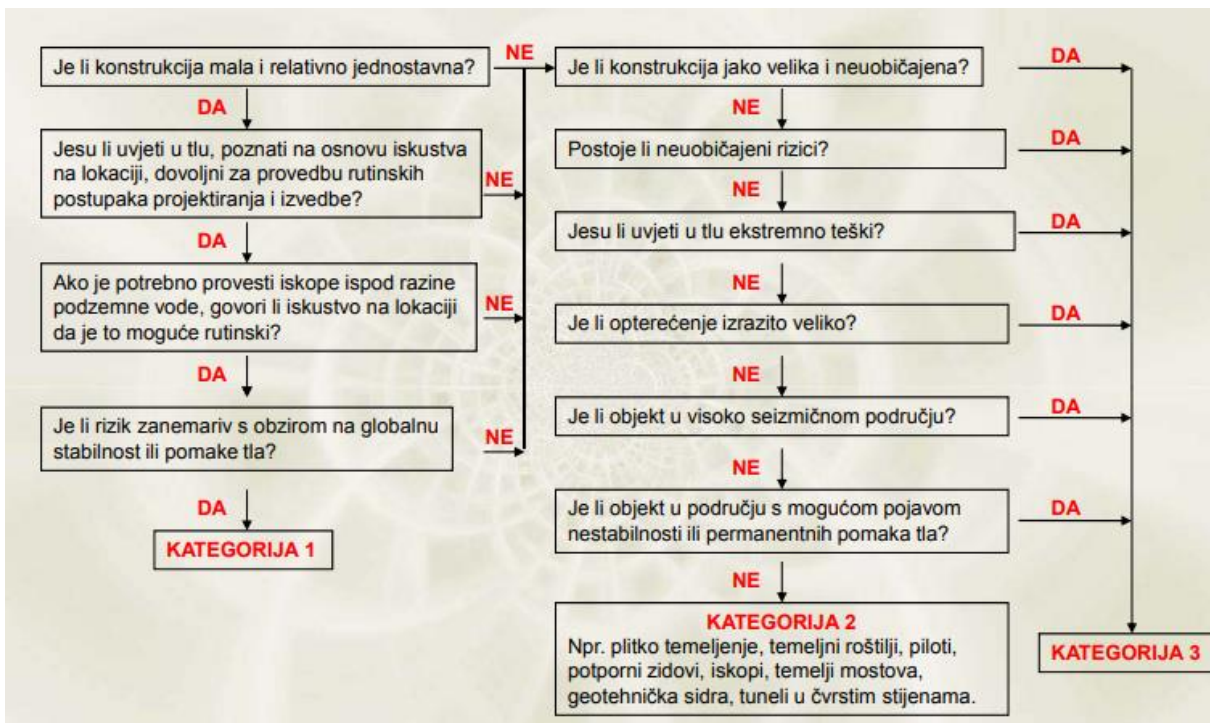 Je li konstrukcija mala i relativno jednostavna?
NE
DA
Jesu li uvjeti u tlu, poznati na osnovu iskustva
na lokaciji, dovoljni za provedbu rutinskih
postupaka projektiranja i izvedbe?
NE
DA
Ako je potrebno provesti iskope ispod razine
podzemne vode, govori li iskustvo na lokaciji
da je to moguće rutinski?
NE
DA
Je li rizik zanemariv s obzirom na globalnu
stabilnost ili pomake tla?
NE
DA
KATEGORIJA 1
Je li konstrukcija jako velika i neuobičajena?
DA
NE
Postoje li neuobičajeni rizici?
DA
NE
Jesu li uvjeti u tlu ekstremno teški?
DA
NE
Je li opterećenje izrazito veliko?
DA
NE
Je li objekt u visoko seizmičnom području?
DA
NE
Je li objekt u području s mogućom pojavom
nestabilnosti ili permanentnih pomaka tla?
DA
NE
KATEGORIJA 2
Npr. plitko temeljenje, temeljni roštilji, piloti,
potporni zidovi, iskopi, temelji mostova,
geotehnička sidra, tuneli u čvrstim stijenama.
KATEGORIJA 3